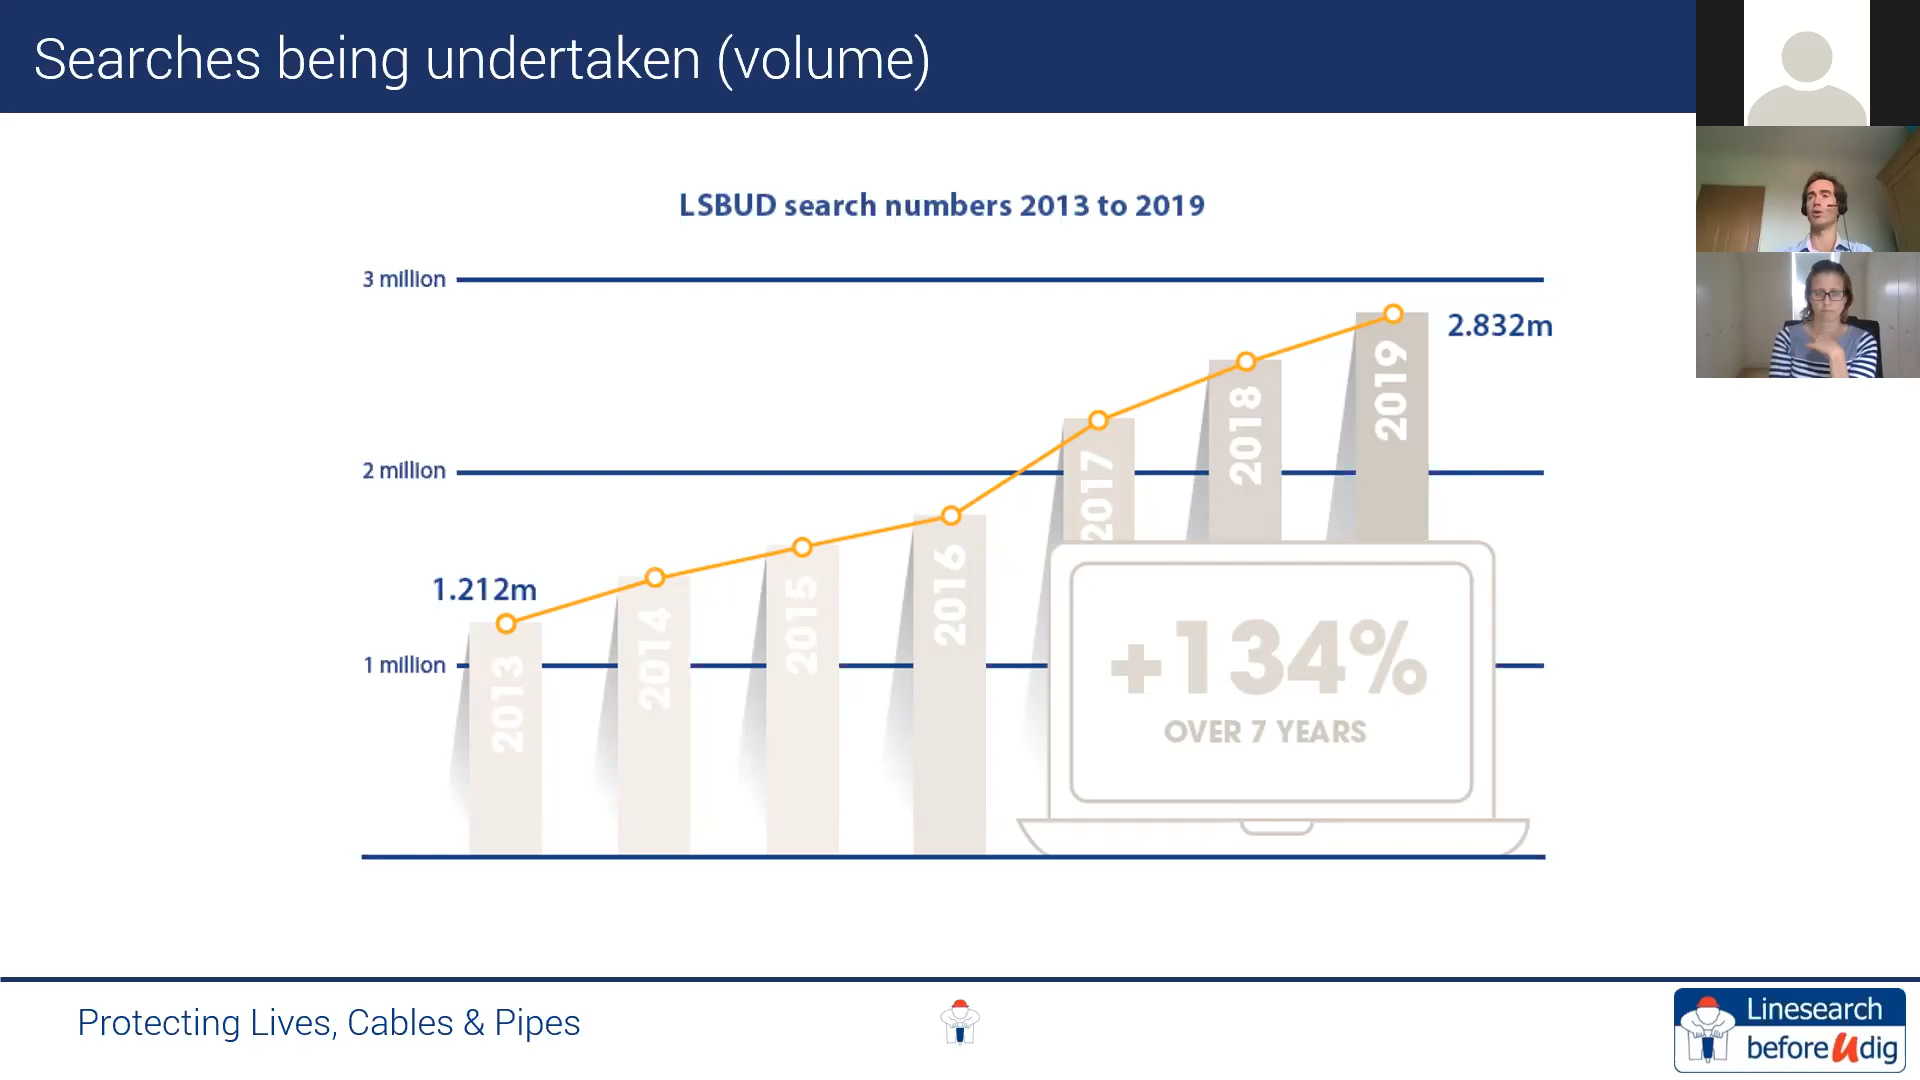 Searches being undertaken (volume)
LSBUD search numbers 2013 to 2019
3 million
2.832m
2 million
1.212m
1 million
2013
2014
2015
2016
2017
2018
2019
+134%
OVER 7 YEARS
Protecting Lives, Cables & Pipes
Linesearch
before U dig